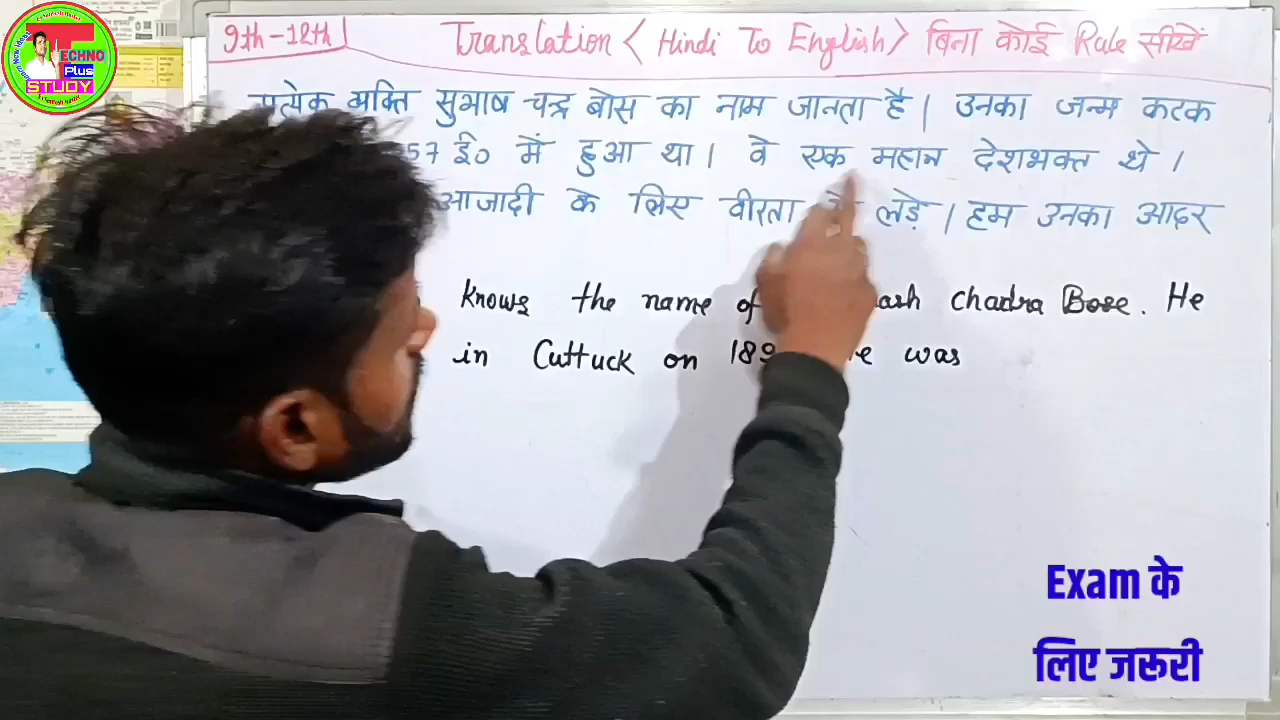 TECHNO
Plus
STUDY
9th-12th Translation < Hindi To English > बिना कोई Rule सीखें
प्रत्येक व्यक्ति सुभाष चन्द्र बोस का नाम जानता है। उनका जन्म कटक
57 ई० में हुआ था। वे एक महान देशभक्त थे।
आजादी के लिए वीरता लड़े। हम उनका आदर
Knows the name of chadra Bose. He
in Cuttuck on was
Exam के
लिए जरूरी